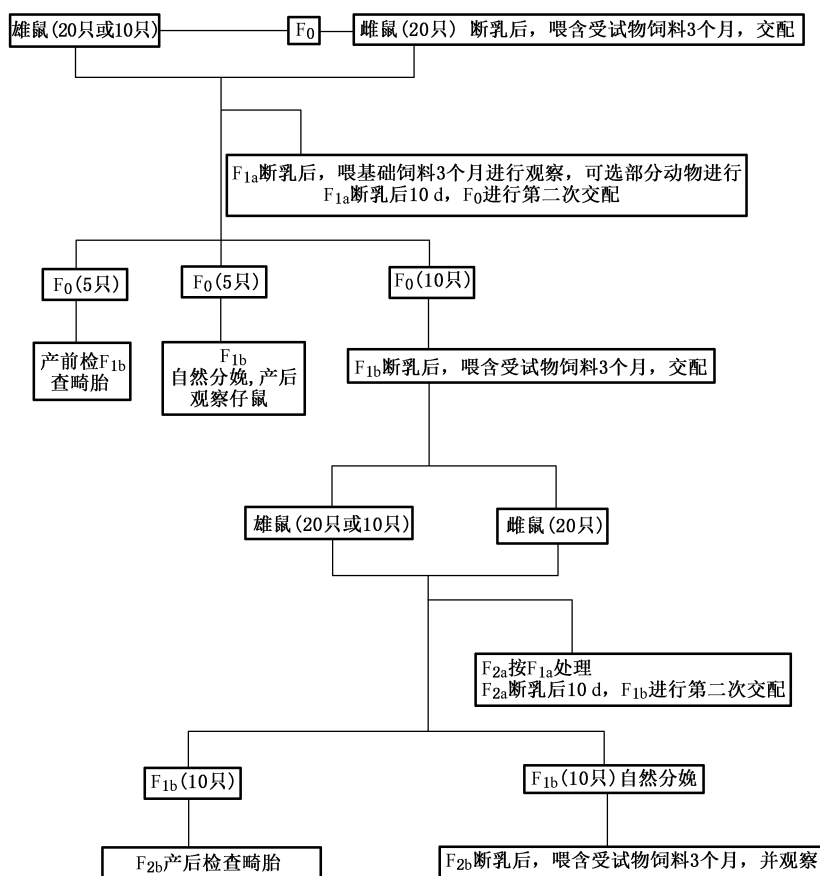 雄鼠(20只或10只)
F₀
雌鼠(20只) 断乳后，喂含受试物饲料3个月，交配
F₁ₐ断乳后，喂基础饲料3个月进行观察，可选部分动物进行
F₁ₐ断乳后10 d，F₀进行第二次交配
F₀(5只)
F₀(5只)
F₀(10只)
产前检F₁b
查畸胎
F₁b
自然分娩,产后
观察仔鼠
F₁b断乳后，喂含受试物饲料3个月，交配
雄鼠(20只或10只)
雌鼠(20只)
F₂ₐ按F₁ₐ处理
F₂ₐ断乳后10 d，F₁b进行第二次交配
F₁b(10只)
F₁b(10只)自然分娩
F₂b产后检查畸胎
F₂b断乳后，喂含受试物饲料3个月，并观察